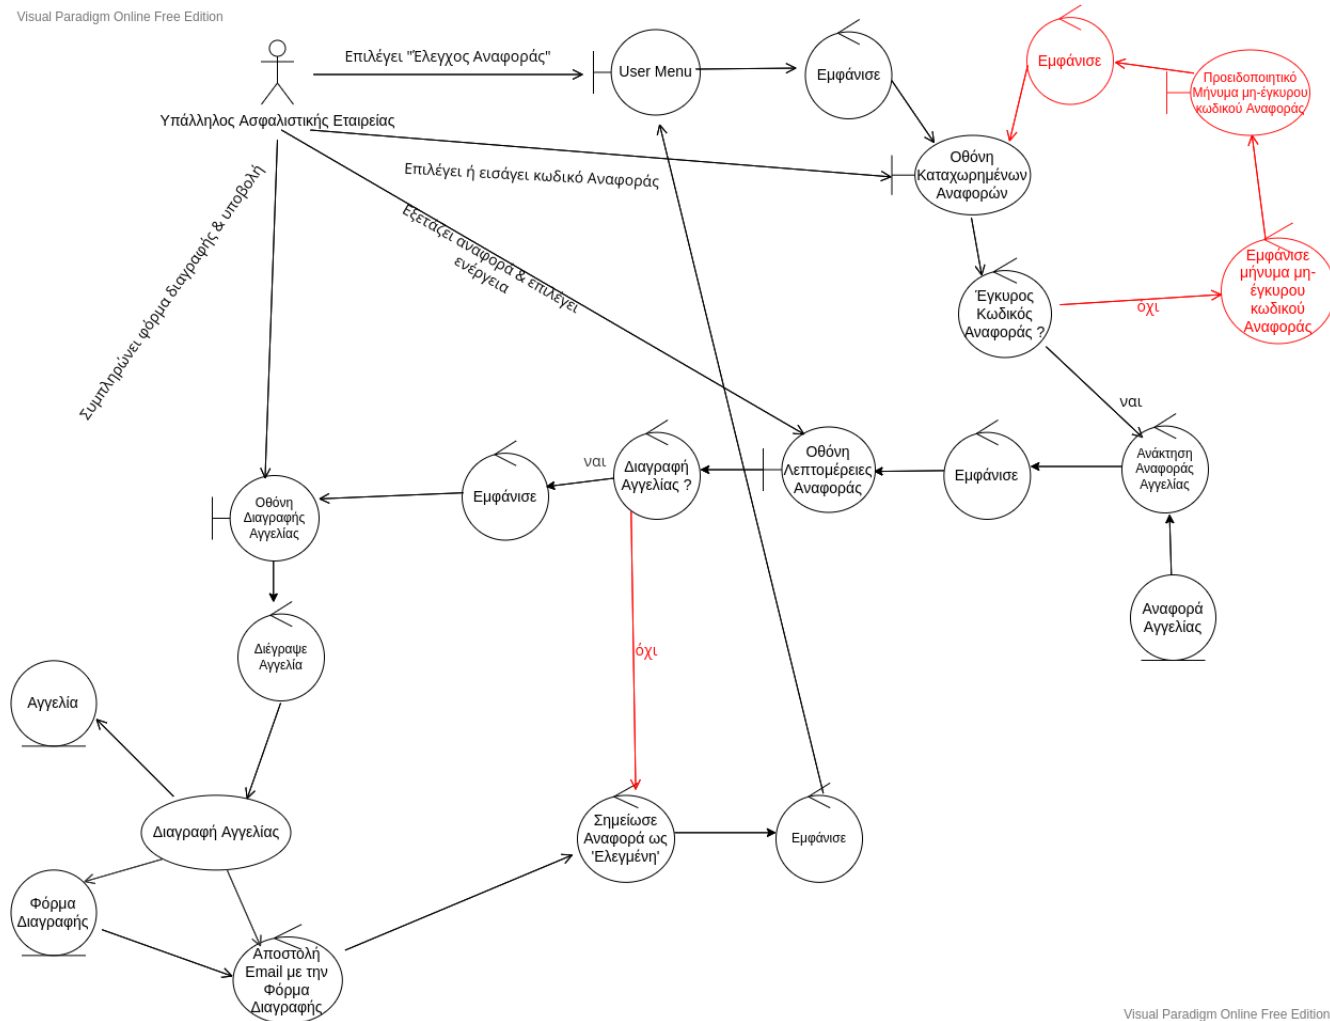 Visual Paradigm Online Free Edition
Επιλέγει "Έλεγχος Αναφοράς"
User Menu
Εμφάνισε
Εμφάνισε
Προειδοποιητικό
Μήνυμα μη-έγκυρου
κωδικού Αναφοράς
Υπάλληλος Ασφαλιστικής Εταιρείας
Επιλέγει ή εισάγει κωδικό Αναφοράς
Οθόνη
Καταχωρημένων
Αναφορών
Συμπληρώνει φόρμα διαγραφής & υποβολή
Εξετάζει αναφορά & επιλέγει
ενέργεια
Έγκυρος
Κωδικός
Αναφοράς ?
όχι
Εμφάνισε
μήνυμα μη-
έγκυρου
κωδικού
Αναφοράς
ναι
Οθόνη
Διαγραφής
Αγγελίας
Εμφάνισε
ναι
Διαγραφή
Αγγελίας ?
Οθόνη
Λεπτομέρειες
Αναφοράς
Εμφάνισε
Ανάκτηση
Αναφοράς
Αγγελίας
Αναφορά
Αγγελίας
Διέγραψε
Αγγελία
όχι
Αγγελία
Διαγραφή Αγγελίας
Σημείωσε
Αναφορά ως
'Ελεγμένη'
Εμφάνισε
Φόρμα
Διαγραφής
Αποστολή
Email με την
Φόρμα
Διαγραφής
Visual Paradigm Online Free Edition